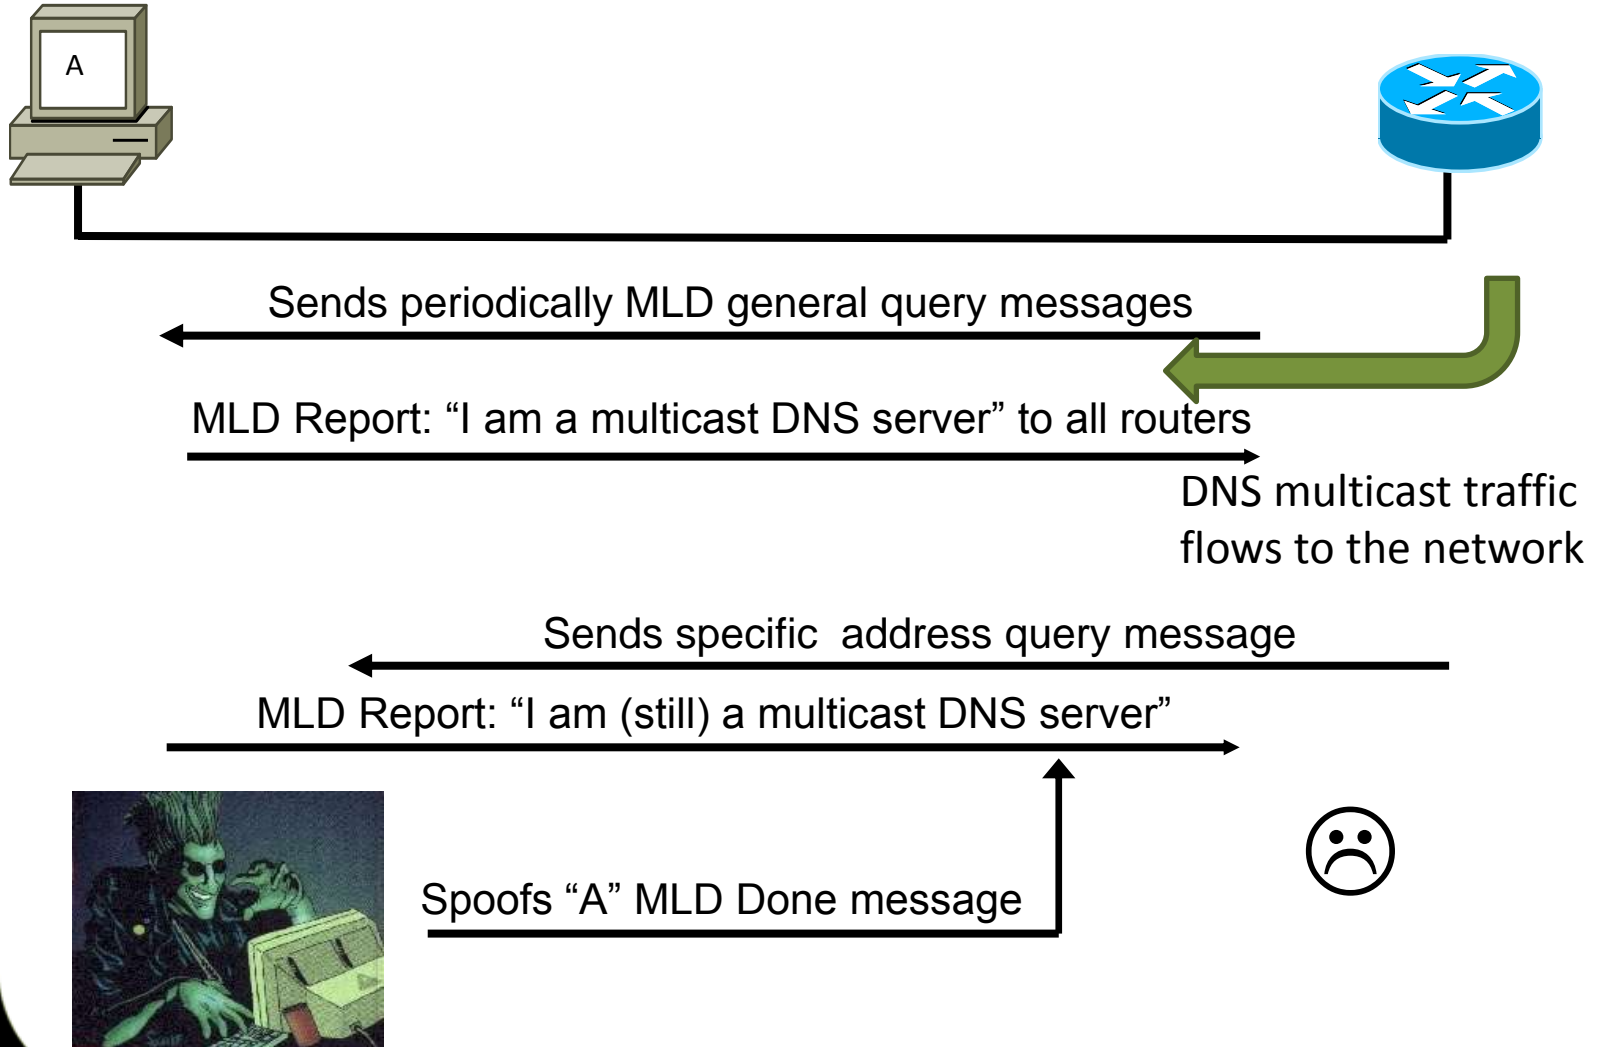 A
Sends periodically MLD general query messages
MLD Report: “I am a multicast DNS server” to all routers
DNS multicast traffic
flows to the network
Sends specific  address query message
MLD Report: “I am (still) a multicast DNS server”
Spoofs “A” MLD Done message